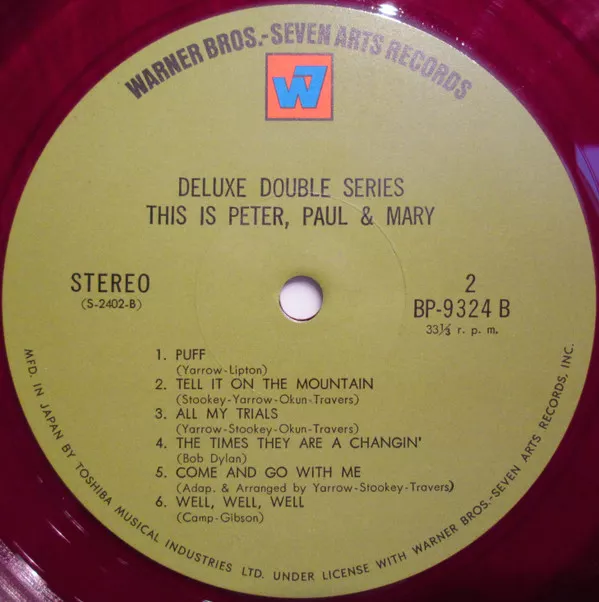 WARNER BROS.-SEVEN ARTS RECORDS
W7
DELUXE DOUBLE SERIES
THIS IS PETER, PAUL & MARY
STEREO
(S-2402-B)
2
BP-9324 B
33⅓ r. p. m.
1. PUFF
(Yarrow-Lipton)
2. TELL IT ON THE MOUNTAIN
(Stookey-Yarrow-Okun-Travers)
3. ALL MY TRIALS
(Yarrow-Stookey-Okun-Travers)
4. THE TIMES THEY ARE A CHANGIN'
(Bob Dylan)
5. COME AND GO WITH ME
(Adap. & Arranged by Yarrow-Stookey-Travers)
6. WELL, WELL, WELL
(Camp-Gibson)
MFD. IN JAPAN BY TOSHIBA MUSICAL INDUSTRIES LTD. UNDER LICENSE WITH WARNER BROS.-SEVEN ARTS RECORDS, INC.